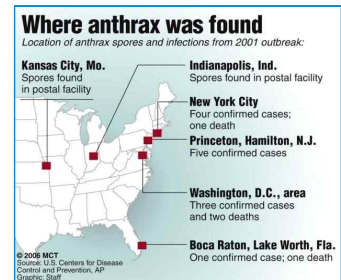 Where anthrax was found
Location of anthrax spores and infections from 2001 outbreak:
Kansas City, Mo.
Spores found
in postal facility
Indianapolis, Ind.
Spores found in postal facility
New York City
Four confirmed cases;
one death
Princeton, Hamilton, N.J.
Five confirmed cases
Washington, D.C., area
Three confirmed cases
and two deaths
Boca Raton, Lake Worth, Fla.
One confirmed case; one death
© 2006 MCT
Source: U.S. Centers for Disease
Control and Prevention, AP
Graphic: Staff